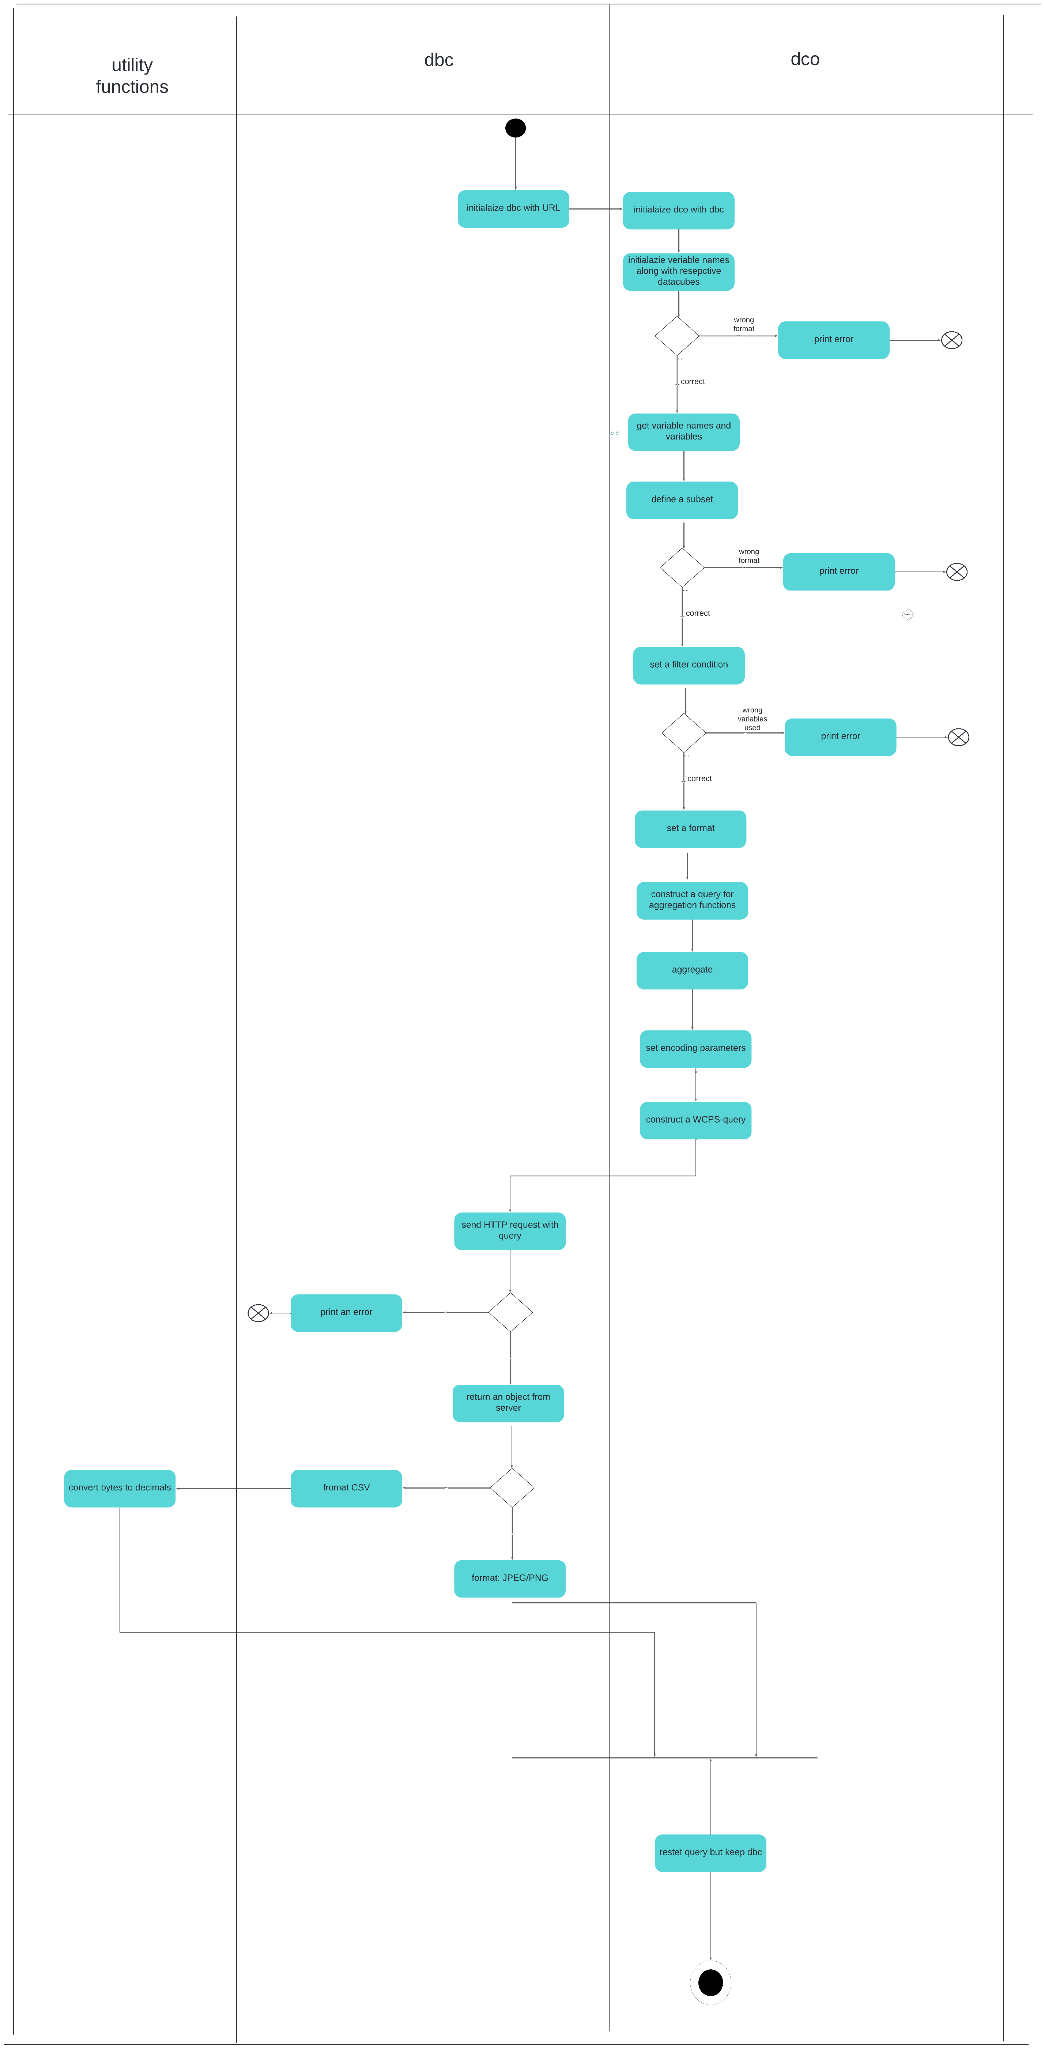 utility
functions
dbc
dco
initialaize dbc with URL
initialaize dco with dbc
initialazie veriable names
along with resepctive
datacubes
wrong
format
print error
correct
get variable names and
variables
define a subset
wrong
format
print error
correct
set a filter condition
wrong
variables
used
print error
correct
set a format
construct a query for
aggregation functions
aggregate
set encoding parameters
construct a WCPS-query
send HTTP request with
query
print an error
return an object from
server
convert bytes to decimals
fromat CSV
format: JPEG/PNG
restet query but keep dbc